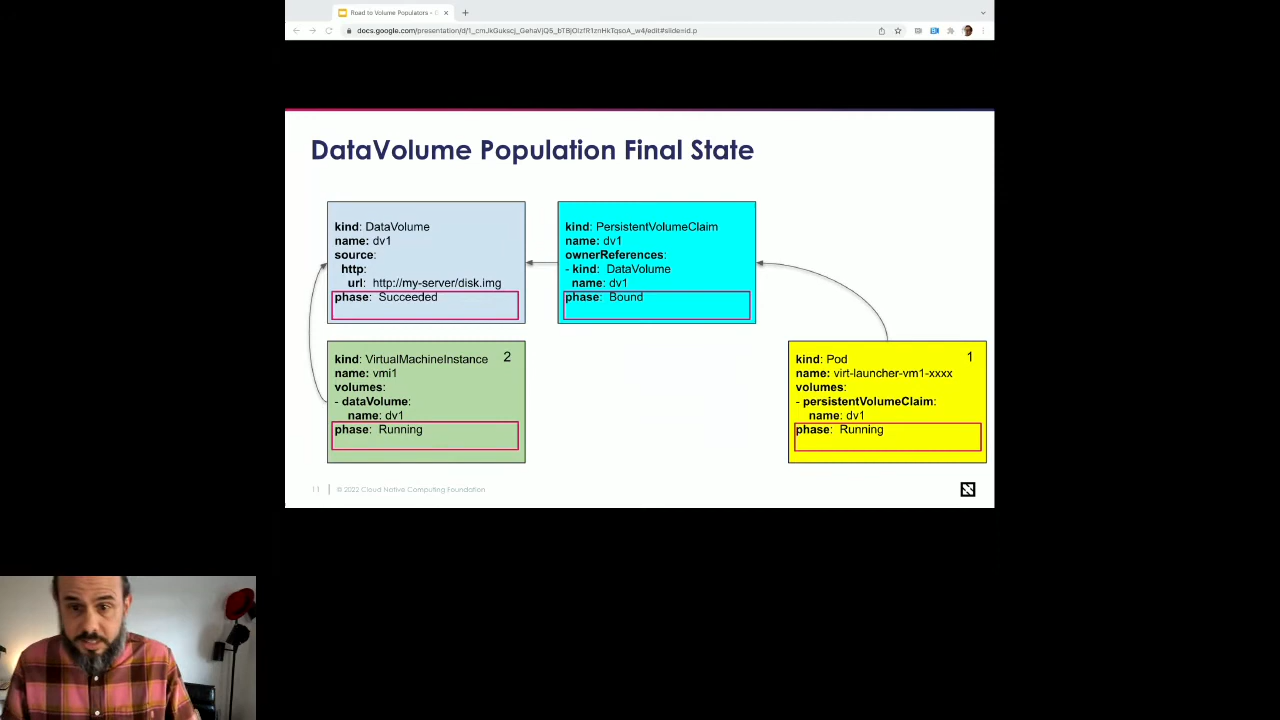 Road to Volume Populators - D
DataVolume Population Final State
kind: DataVolume
name: dv1
source:
http:
url: http://my-server/disk.img
phase: Succeeded
kind: PersistentVolumeClaim
name: dv1
ownerReferences:
- kind: DataVolume
name: dv1
phase: Bound
kind: VirtualMachineInstance 2
name: vmi1
volumes:
- dataVolume:
name: dv1
phase: Running
kind: Pod 1
name: virt-launcher-vm1-xxxx
volumes:
- persistentVolumeClaim:
name: dv1
phase: Running
11 © 2022 Cloud Native Computing Foundation